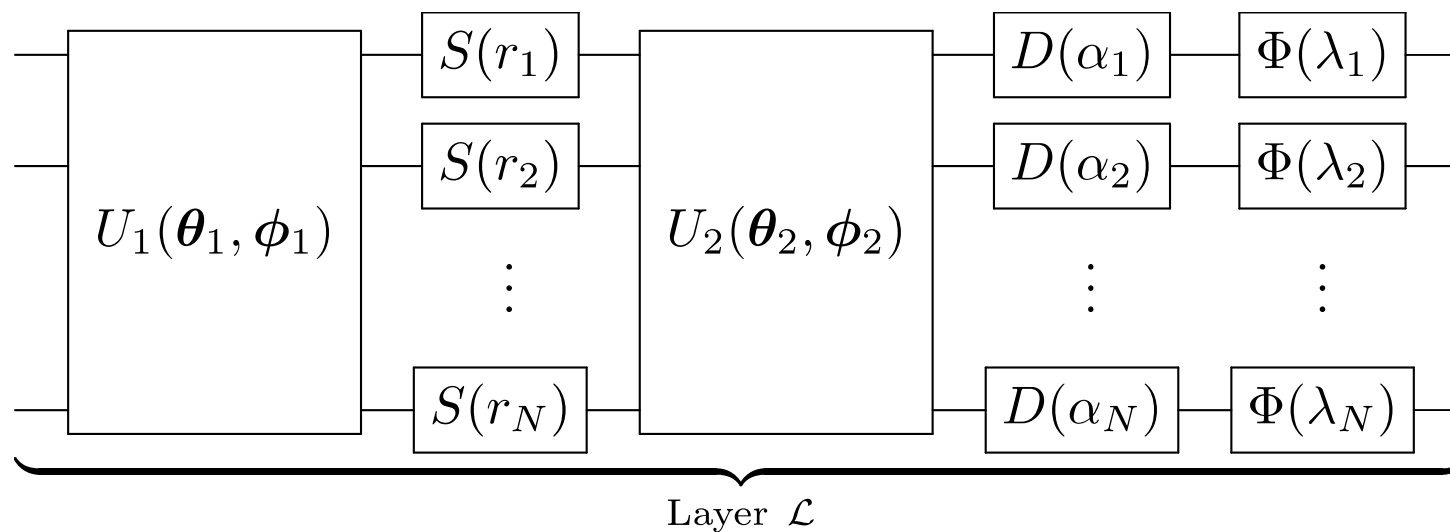 S(r₁) D(α₁) Φ(λ₁)
S(r₂) D(α₂) Φ(λ₂)
U₁(𝜽₁, 𝝓₁) U₂(𝜽₂, 𝝓₂)
⋮ ⋮ ⋮
S(r_N) D(α_N) Φ(λ_N)
Layer ℒ